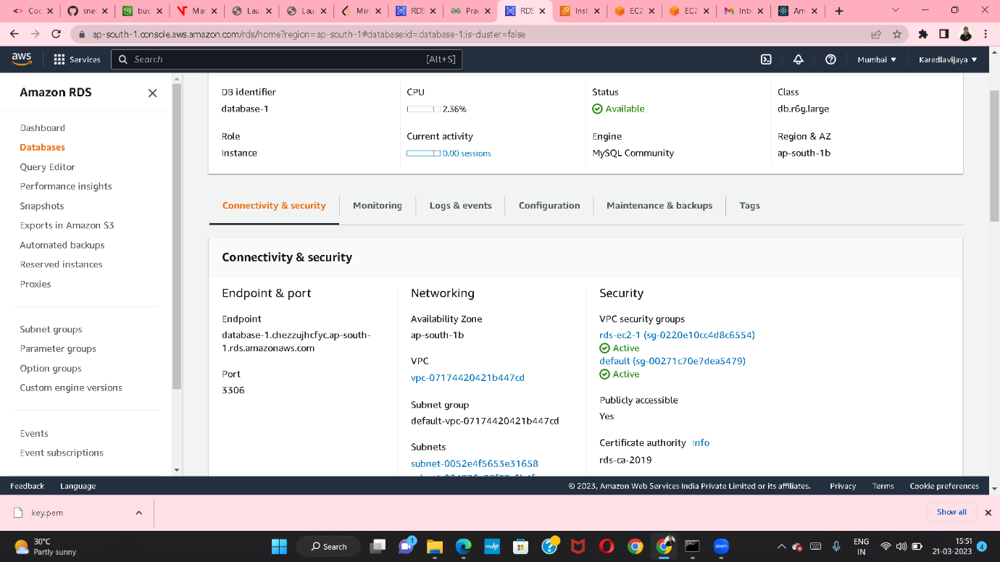 Coc
snel
buc
Mar
Lau
Lau
Min
RDS
Prac
RDS
Inst
EC2
EC2
Inb
Am
ap-south-1.console.aws.amazon.com/rds/home?region=ap-south-1#database:id=database-1;is-cluster=false
aws
Services
Search
[Alt+S]
Mumbai
Karedlavijaya
Amazon RDS
Dashboard
Databases
Query Editor
Performance insights
Snapshots
Exports in Amazon S3
Automated backups
Reserved instances
Proxies
Subnet groups
Parameter groups
Option groups
Custom engine versions
Events
Event subscriptions
DB identifier
database-1
CPU
2.36%
Status
Available
Class
db.r6g.large
Role
Instance
Current activity
0.00 sessions
Engine
MySQL Community
Region & AZ
ap-south-1b
Connectivity & security
Monitoring
Logs & events
Configuration
Maintenance & backups
Tags
Connectivity & security
Endpoint & port
Endpoint
database-1.chezzujhcfyc.ap-south-
1.rds.amazonaws.com
Port
3306
Networking
Availability Zone
ap-south-1b
VPC
vpc-07174420421b447cd
Subnet group
default-vpc-07174420421b447cd
Subnets
subnet-0052e4f5653e31658
Security
VPC security groups
rds-ec2-1 (sg-0220e10cc4d8c6554)
Active
default (sg-00271c70e7dea5479)
Active
Publicly accessible
Yes
Certificate authority Info
rds-ca-2019
Feedback
Language
© 2023, Amazon Web Services India Private Limited or its affiliates.
Privacy
Terms
Cookie preferences
key.pem
Show all
30°C
Partly sunny
Search
1
myhp
zoom
ENG
IN
15:51
21-03-2023
4